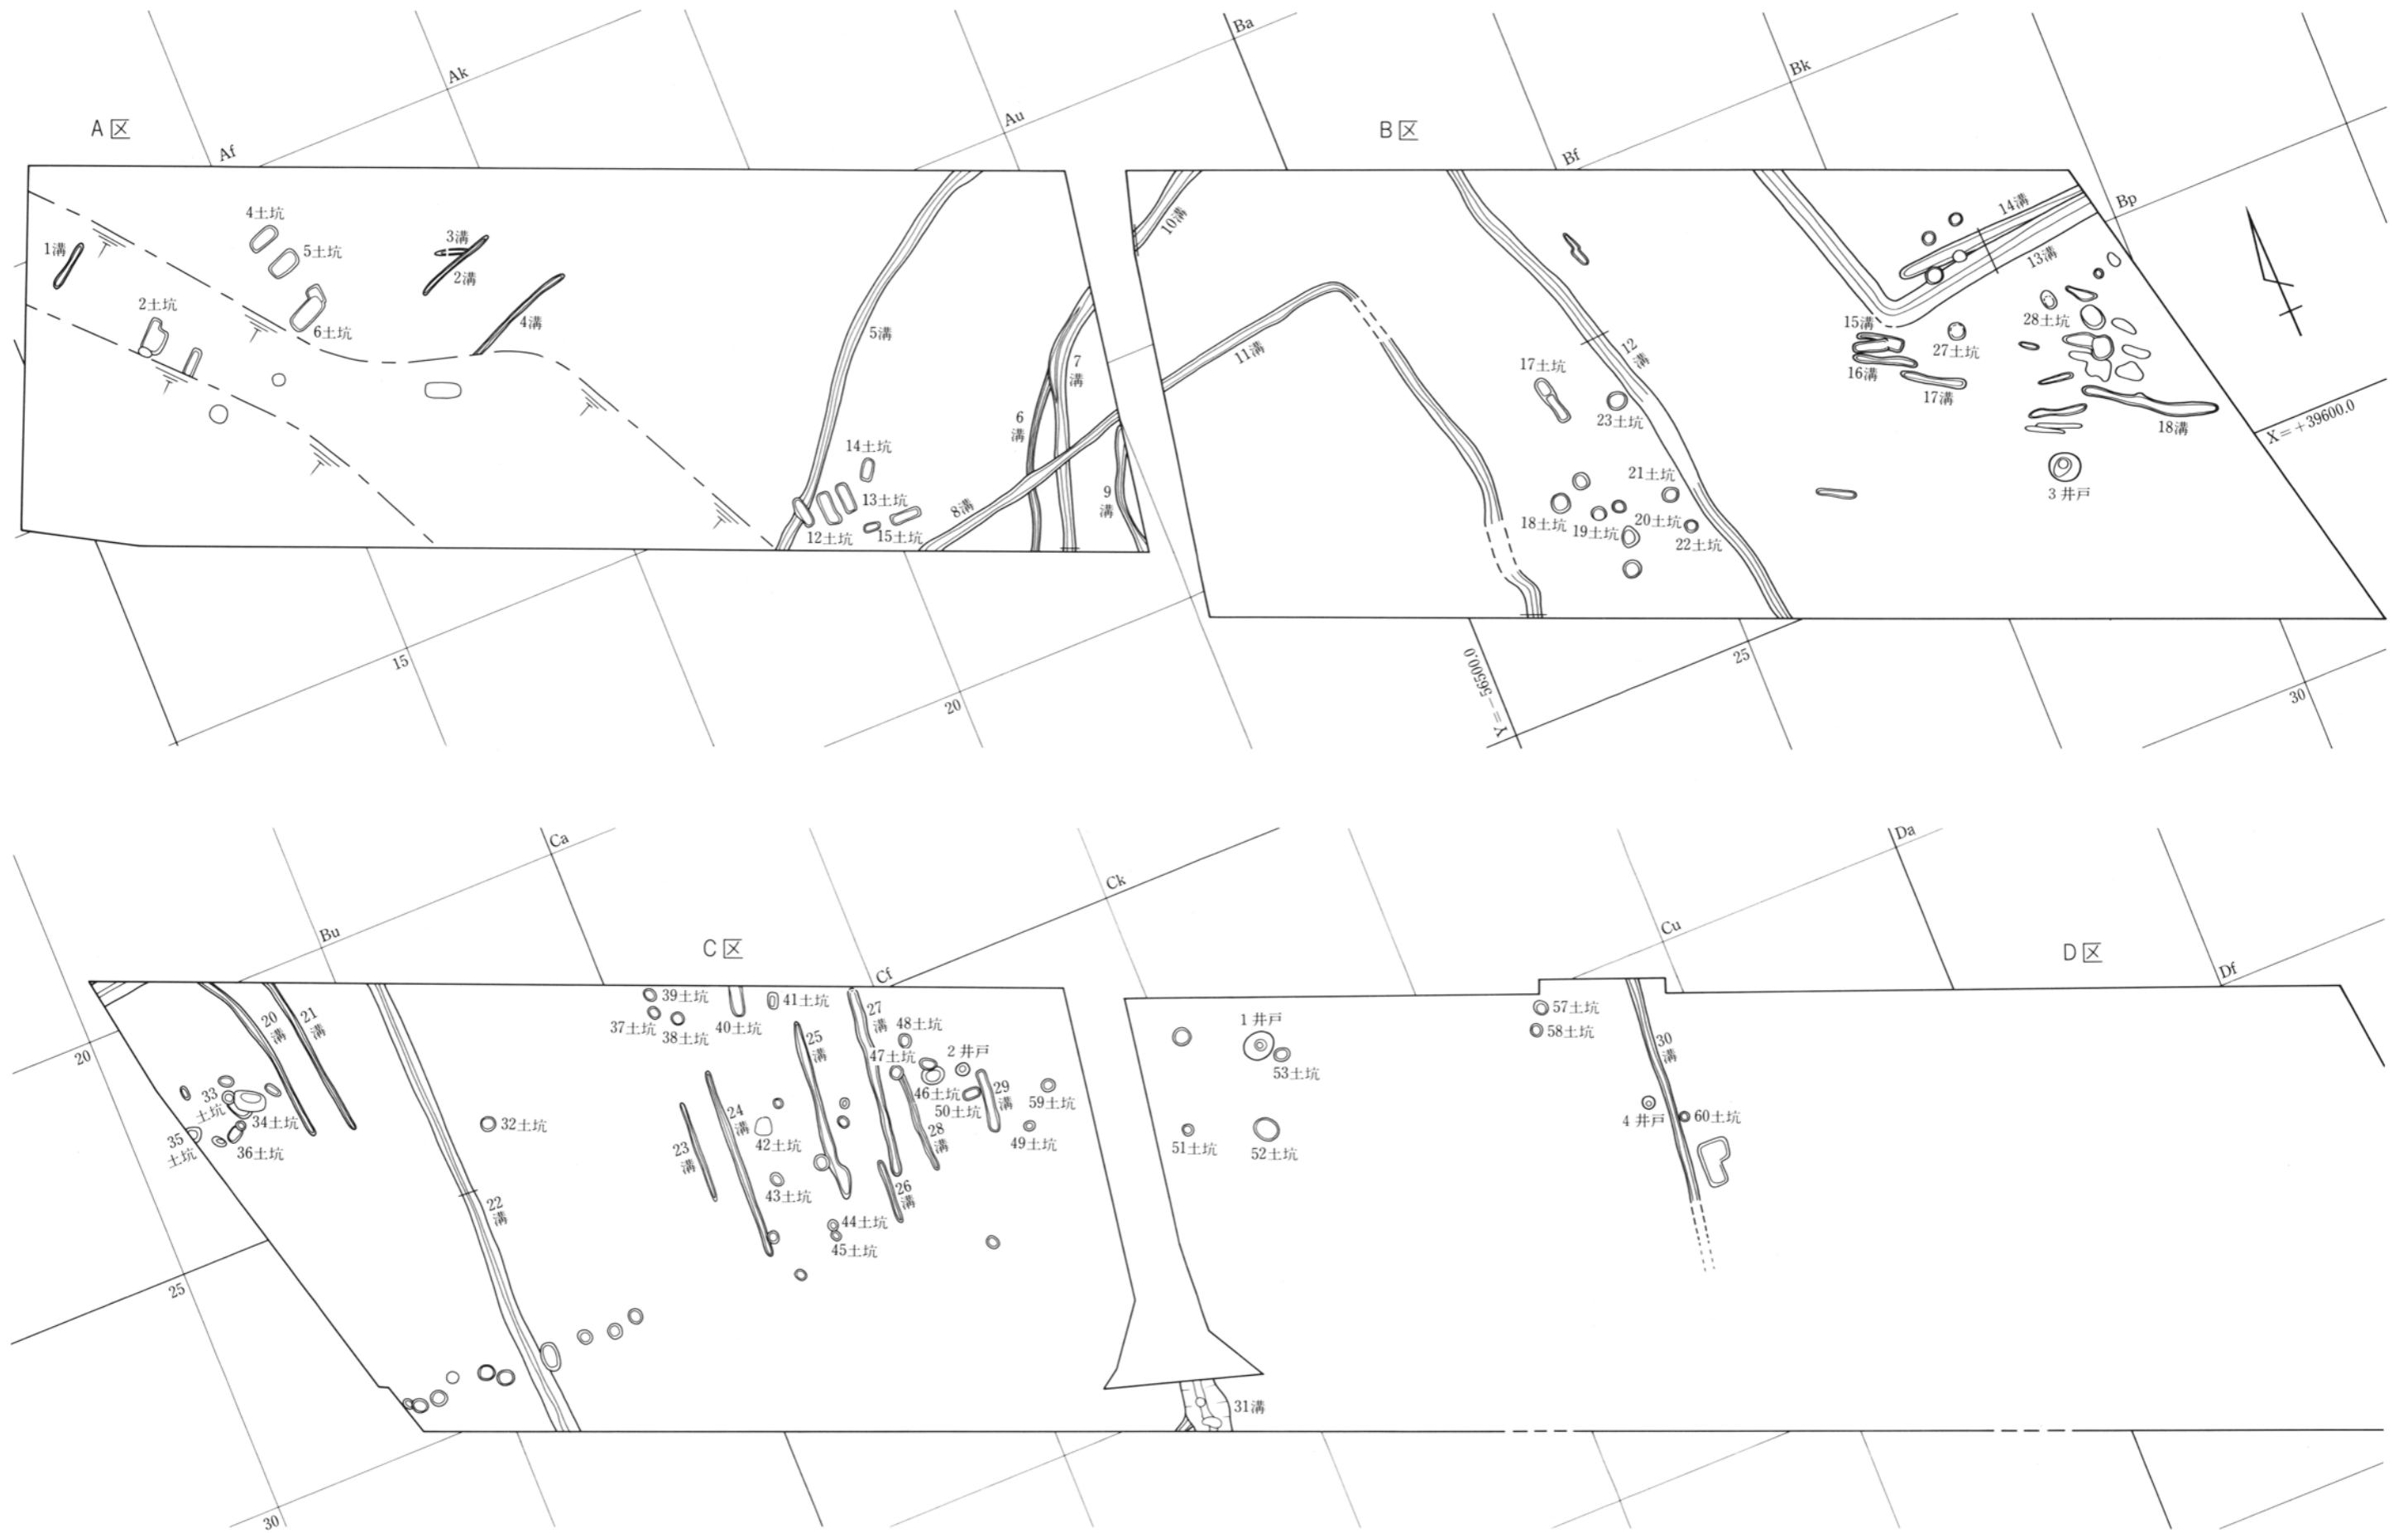 Ba
Ak
Bk
Au
A区
B区
Af
Bf
Bp
14溝
4土坑
10溝
1溝
5土坑
3溝
2溝
13溝
2土坑
6土坑
4溝
5溝
28土坑
15溝
12
溝
11溝
7
溝
27土坑
16溝
17土坑
17溝
6
溝
23土坑
18溝
X=+39600.0
14土坑
13土坑
9
溝
8溝
21土坑
3 井戸
12土坑
15土坑
18土坑
19土坑
20土坑
22土坑
15
25
Y=-56500.0
20
30
Ca
Da
Ck
Bu
Cu
C区
D区
Cf
Df
39土坑
41土坑
20
溝
21
溝
37土坑
38土坑
40土坑
27
溝
48土坑
1 井戸
57土坑
58土坑
25
溝
47土坑
2 井戸
30
溝
20
53土坑
33
土坑
46土坑
50土坑
29
溝
59土坑
34土坑
32土坑
24
溝
4 井戸
60土坑
35
土坑
36土坑
23
溝
42土坑
28
溝
49土坑
51土坑
52土坑
43土坑
26
溝
22
溝
44土坑
45土坑
25
31溝
30